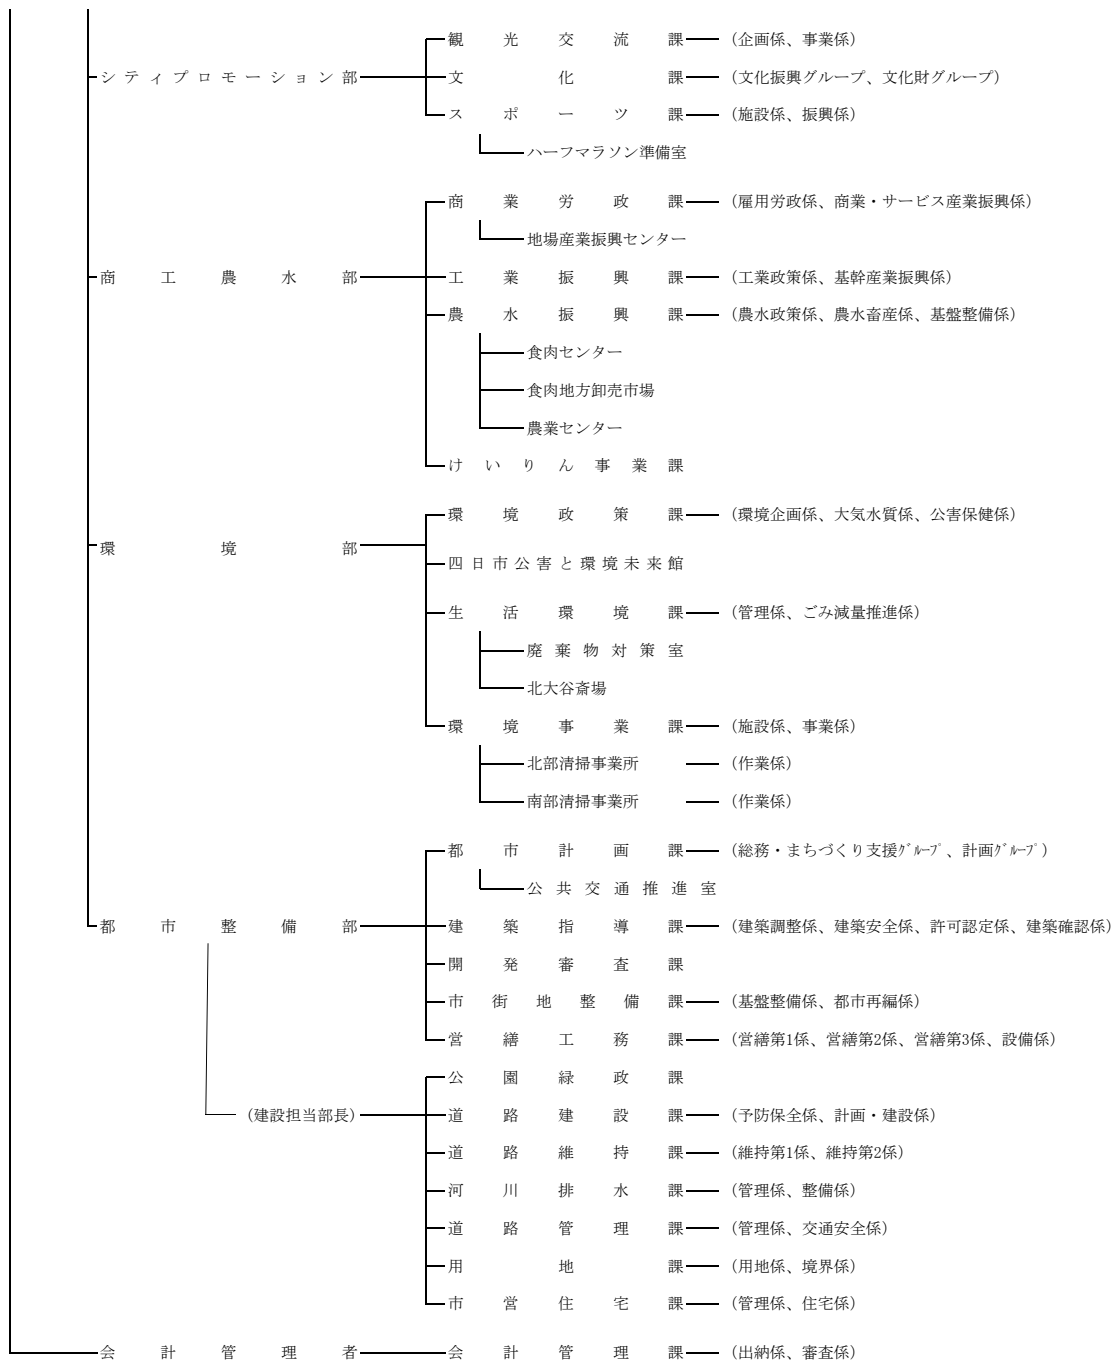 観光交流課 (企画係、事業係)
シティプロモーション部 文化課 (文化振興グループ、文化財グループ)
スポーツ課 (施設係、振興係)
ハーフマラソン準備室
商業労政課 (雇用労政係、商業・サービス産業振興係)
地場産業振興センター
商工農水部 工業振興課 (工業政策係、基幹産業振興係)
農水振興課 (農水政策係、農水畜産係、基盤整備係)
食肉センター
食肉地方卸売市場
農業センター
けいりん事業課
環境政策課 (環境企画係、大気水質係、公害保健係)
環境部
四日市公害と環境未来館
生活環境課 (管理係、ごみ減量推進係)
廃棄物対策室
北大谷斎場
環境事業課 (施設係、事業係)
北部清掃事業所 (作業係)
南部清掃事業所 (作業係)
都市計画課 (総務・まちづくり支援ｸﾞﾙｰﾌﾟ、計画ｸﾞﾙｰﾌﾟ)
公共交通推進室
都市整備部 建築指導課 (建築調整係、建築安全係、許可認定係、建築確認係)
開発審査課
市街地整備課 (基盤整備係、都市再編係)
営繕工務課 (営繕第1係、営繕第2係、営繕第3係、設備係)
公園緑政課
(建設担当部長) 道路建設課 (予防保全係、計画・建設係)
道路維持課 (維持第1係、維持第2係)
河川排水課 (管理係、整備係)
道路管理課 (管理係、交通安全係)
用地課 (用地係、境界係)
市営住宅課 (管理係、住宅係)
会計管理者 会計管理課 (出納係、審査係)